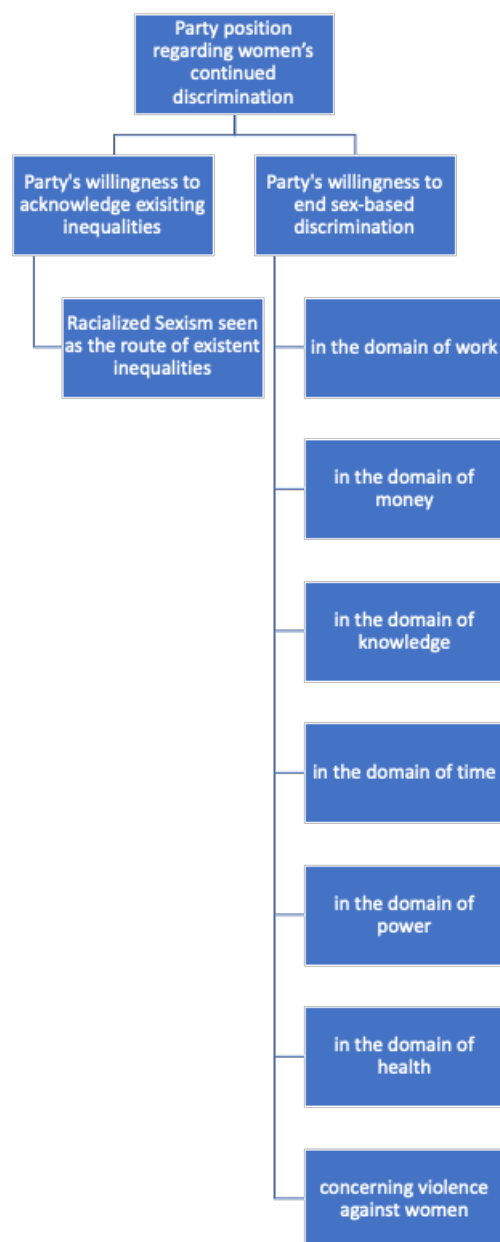 Party position
regarding women's
continued
discrimination
Party's willingness to
acknowledge exisiting
inequalities
Party's willingness to
end sex-based
discrimination
Racialized Sexism seen
as the route of existent
inequalities
in the domain of work
in the domain of
money
in the domain of
knowledge
in the domain of time
in the domain of
power
in the domain of
health
concerning violence
against women